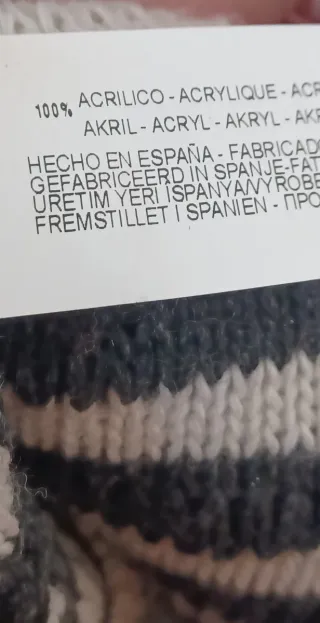 100% ACRILICO - ACRYLIQUE - ACR
AKRIL - ACRYL - AKRYL - AKR
HECHO EN ESPAÑA - FABRICADO
GEFABRICEERD IN SPANJE-FAT
URETIM YERI ISPANYA/VYROBE
FREMSTILLET I SPANIEN - ПРО